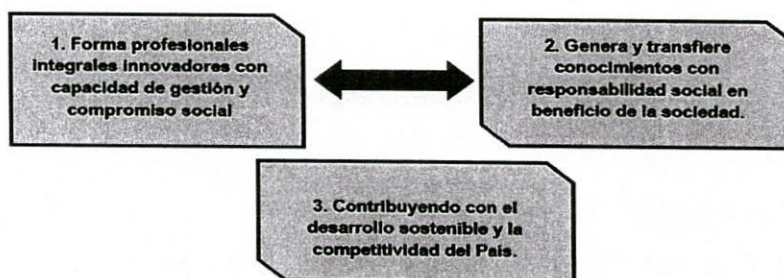 1. Forma profesionales
integrales innovadores con
capacidad de gestión y
compromiso social
2. Genera y transfiere
conocimientos con
responsabilidad social en
beneficio de la sociedad.
3. Contribuyendo con el
desarrollo sostenible y la
competitividad del País.